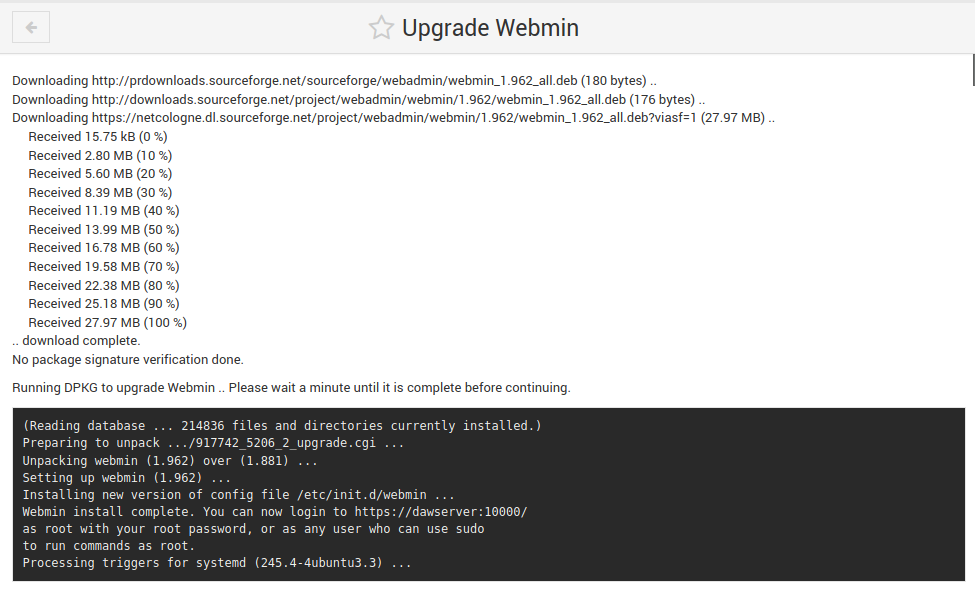 Upgrade Webmin
Downloading http://prdownloads.sourceforge.net/sourceforge/webadmin/webmin_1.962_all.deb (180 bytes) ..
Downloading http://downloads.sourceforge.net/project/webadmin/webmin/1.962/webmin_1.962_all.deb (176 bytes) ..
Downloading https://netcologne.dl.sourceforge.net/project/webadmin/webmin/1.962/webmin_1.962_all.deb?viasf=1 (27.97 MB) ..
Received 15.75 kB (0 %)
Received 2.80 MB (10 %)
Received 5.60 MB (20 %)
Received 8.39 MB (30 %)
Received 11.19 MB (40 %)
Received 13.99 MB (50 %)
Received 16.78 MB (60 %)
Received 19.58 MB (70 %)
Received 22.38 MB (80 %)
Received 25.18 MB (90 %)
Received 27.97 MB (100 %)
.. download complete.
No package signature verification done.
Running DPKG to upgrade Webmin .. Please wait a minute until it is complete before continuing.
(Reading database ... 214836 files and directories currently installed.)
Preparing to unpack .../917742_5206_2_upgrade.cgi ...
Unpacking webmin (1.962) over (1.881) ...
Setting up webmin (1.962) ...
Installing new version of config file /etc/init.d/webmin ...
Webmin install complete. You can now login to https://dawserver:10000/
as root with your root password, or as any user who can use sudo
to run commands as root.
Processing triggers for systemd (245.4-4ubuntu3.3) ...